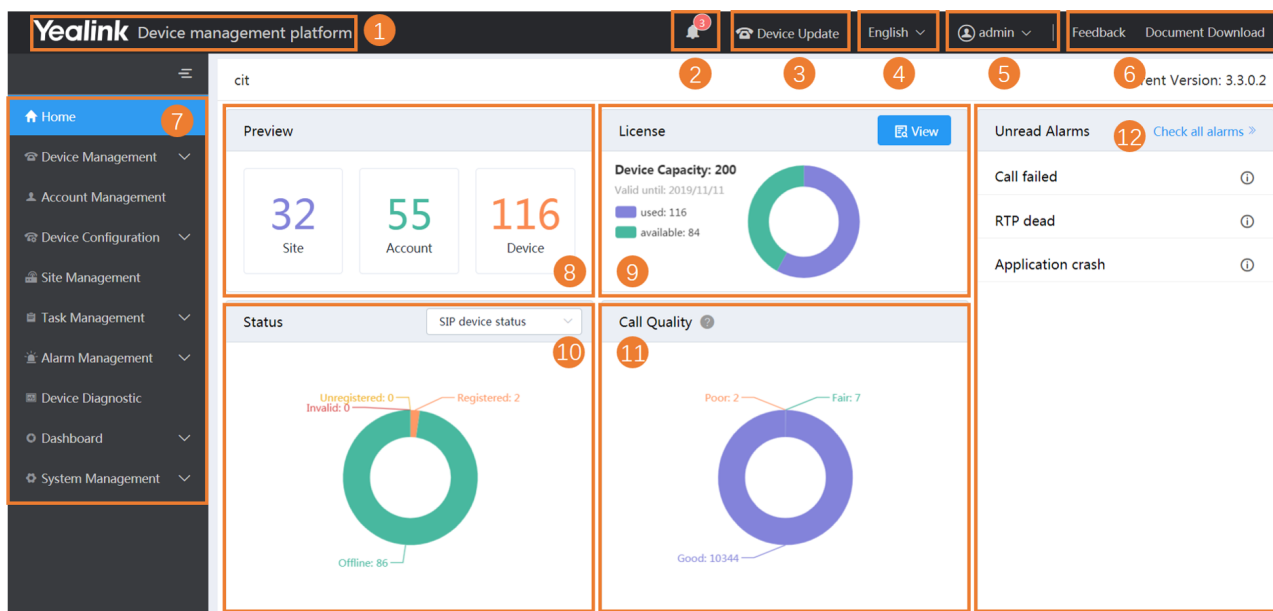 Yealink Device management platform 1
3
Device Update English admin Feedback Document Download
2 3 4 5 6
cit
rent Version: 3.3.0.2
7
Home
Device Management
Account Management
Device Configuration
Site Management
Task Management
Alarm Management
Device Diagnostic
Dashboard
System Management
Preview
32 55 116
Site Account Device
8
License View
Device Capacity: 200
Valid until: 2019/11/11
used: 116
available: 84
9
Status SIP device status
10
Unregistered: 0 Registered: 2
Invalid: 0
Offline: 86
Call Quality ?
11
Poor: 2 Fair: 7
Good: 10344
Unread Alarms 12 Check all alarms
Call failed
RTP dead
Application crash